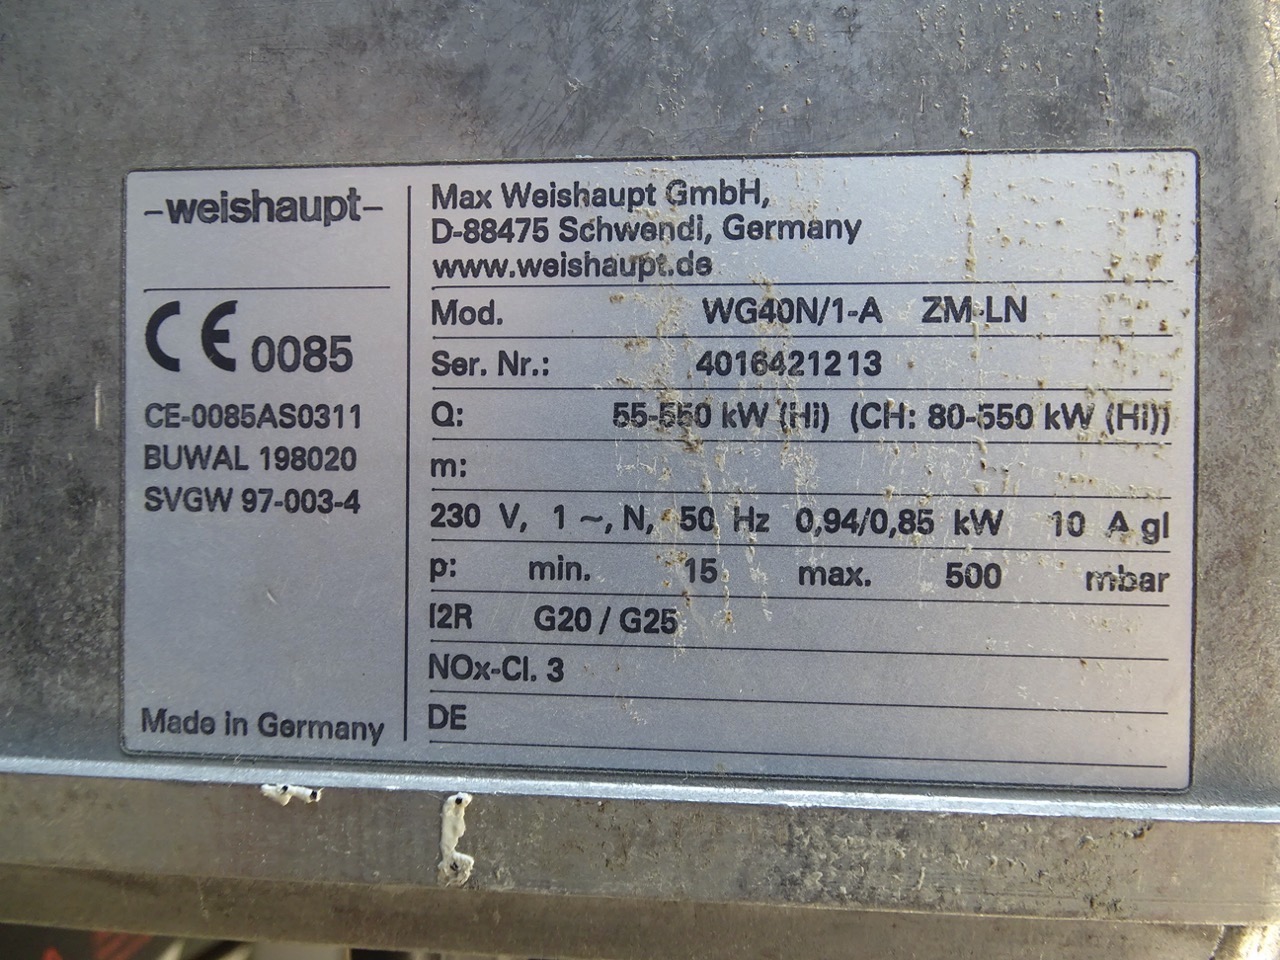 -weishaupt-
CE 0085
CE-0085AS0311
BUWAL 198020
SVGW 97-003-4
Made in Germany
Max Weishaupt GmbH,
D-88475 Schwendi, Germany
www.weishaupt.de
Mod. WG40N/1-A ZM-LN
Ser. Nr.: 4016421213
Q: 55-550 kW (Hi) (CH: 80-550 kW (Hi))
m:
230 V, 1 ~, N, 50 Hz 0,94/0,85 kW 10 A gl
p: min. 15 max. 500 mbar
I2R G20 / G25
NOx-Cl. 3
DE